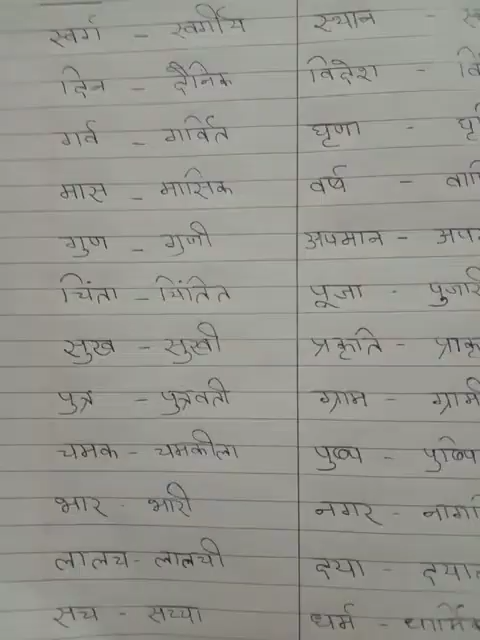 स्वर्ग - स्वर्गीय
दिन - दैनिक
गर्व - गर्वित
मास - मासिक
गुण - गुणी
चिंता - चिंतित
सुख - सुखी
पुत्र - पुत्रवती
चमक - चमकीला
भार - भारी
लालच - लालची
सच - सच्चा
स्थान -
विदेश -
घृणा -
वर्ष -
अपमान -
पूजा -
प्रकृति -
ग्राम -
पुष्प -
नगर -
दया -
धर्म -